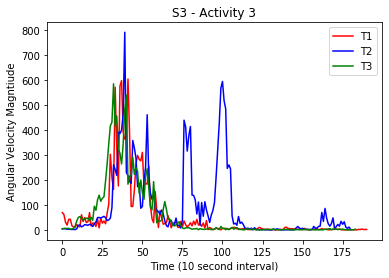 S3 - Activity 3
T1
T2
T3
Angular Velocity Magntiude
800
700
600
500
400
300
200
100
0
0 25 50 75 100 125 150 175
Time (10 second interval)